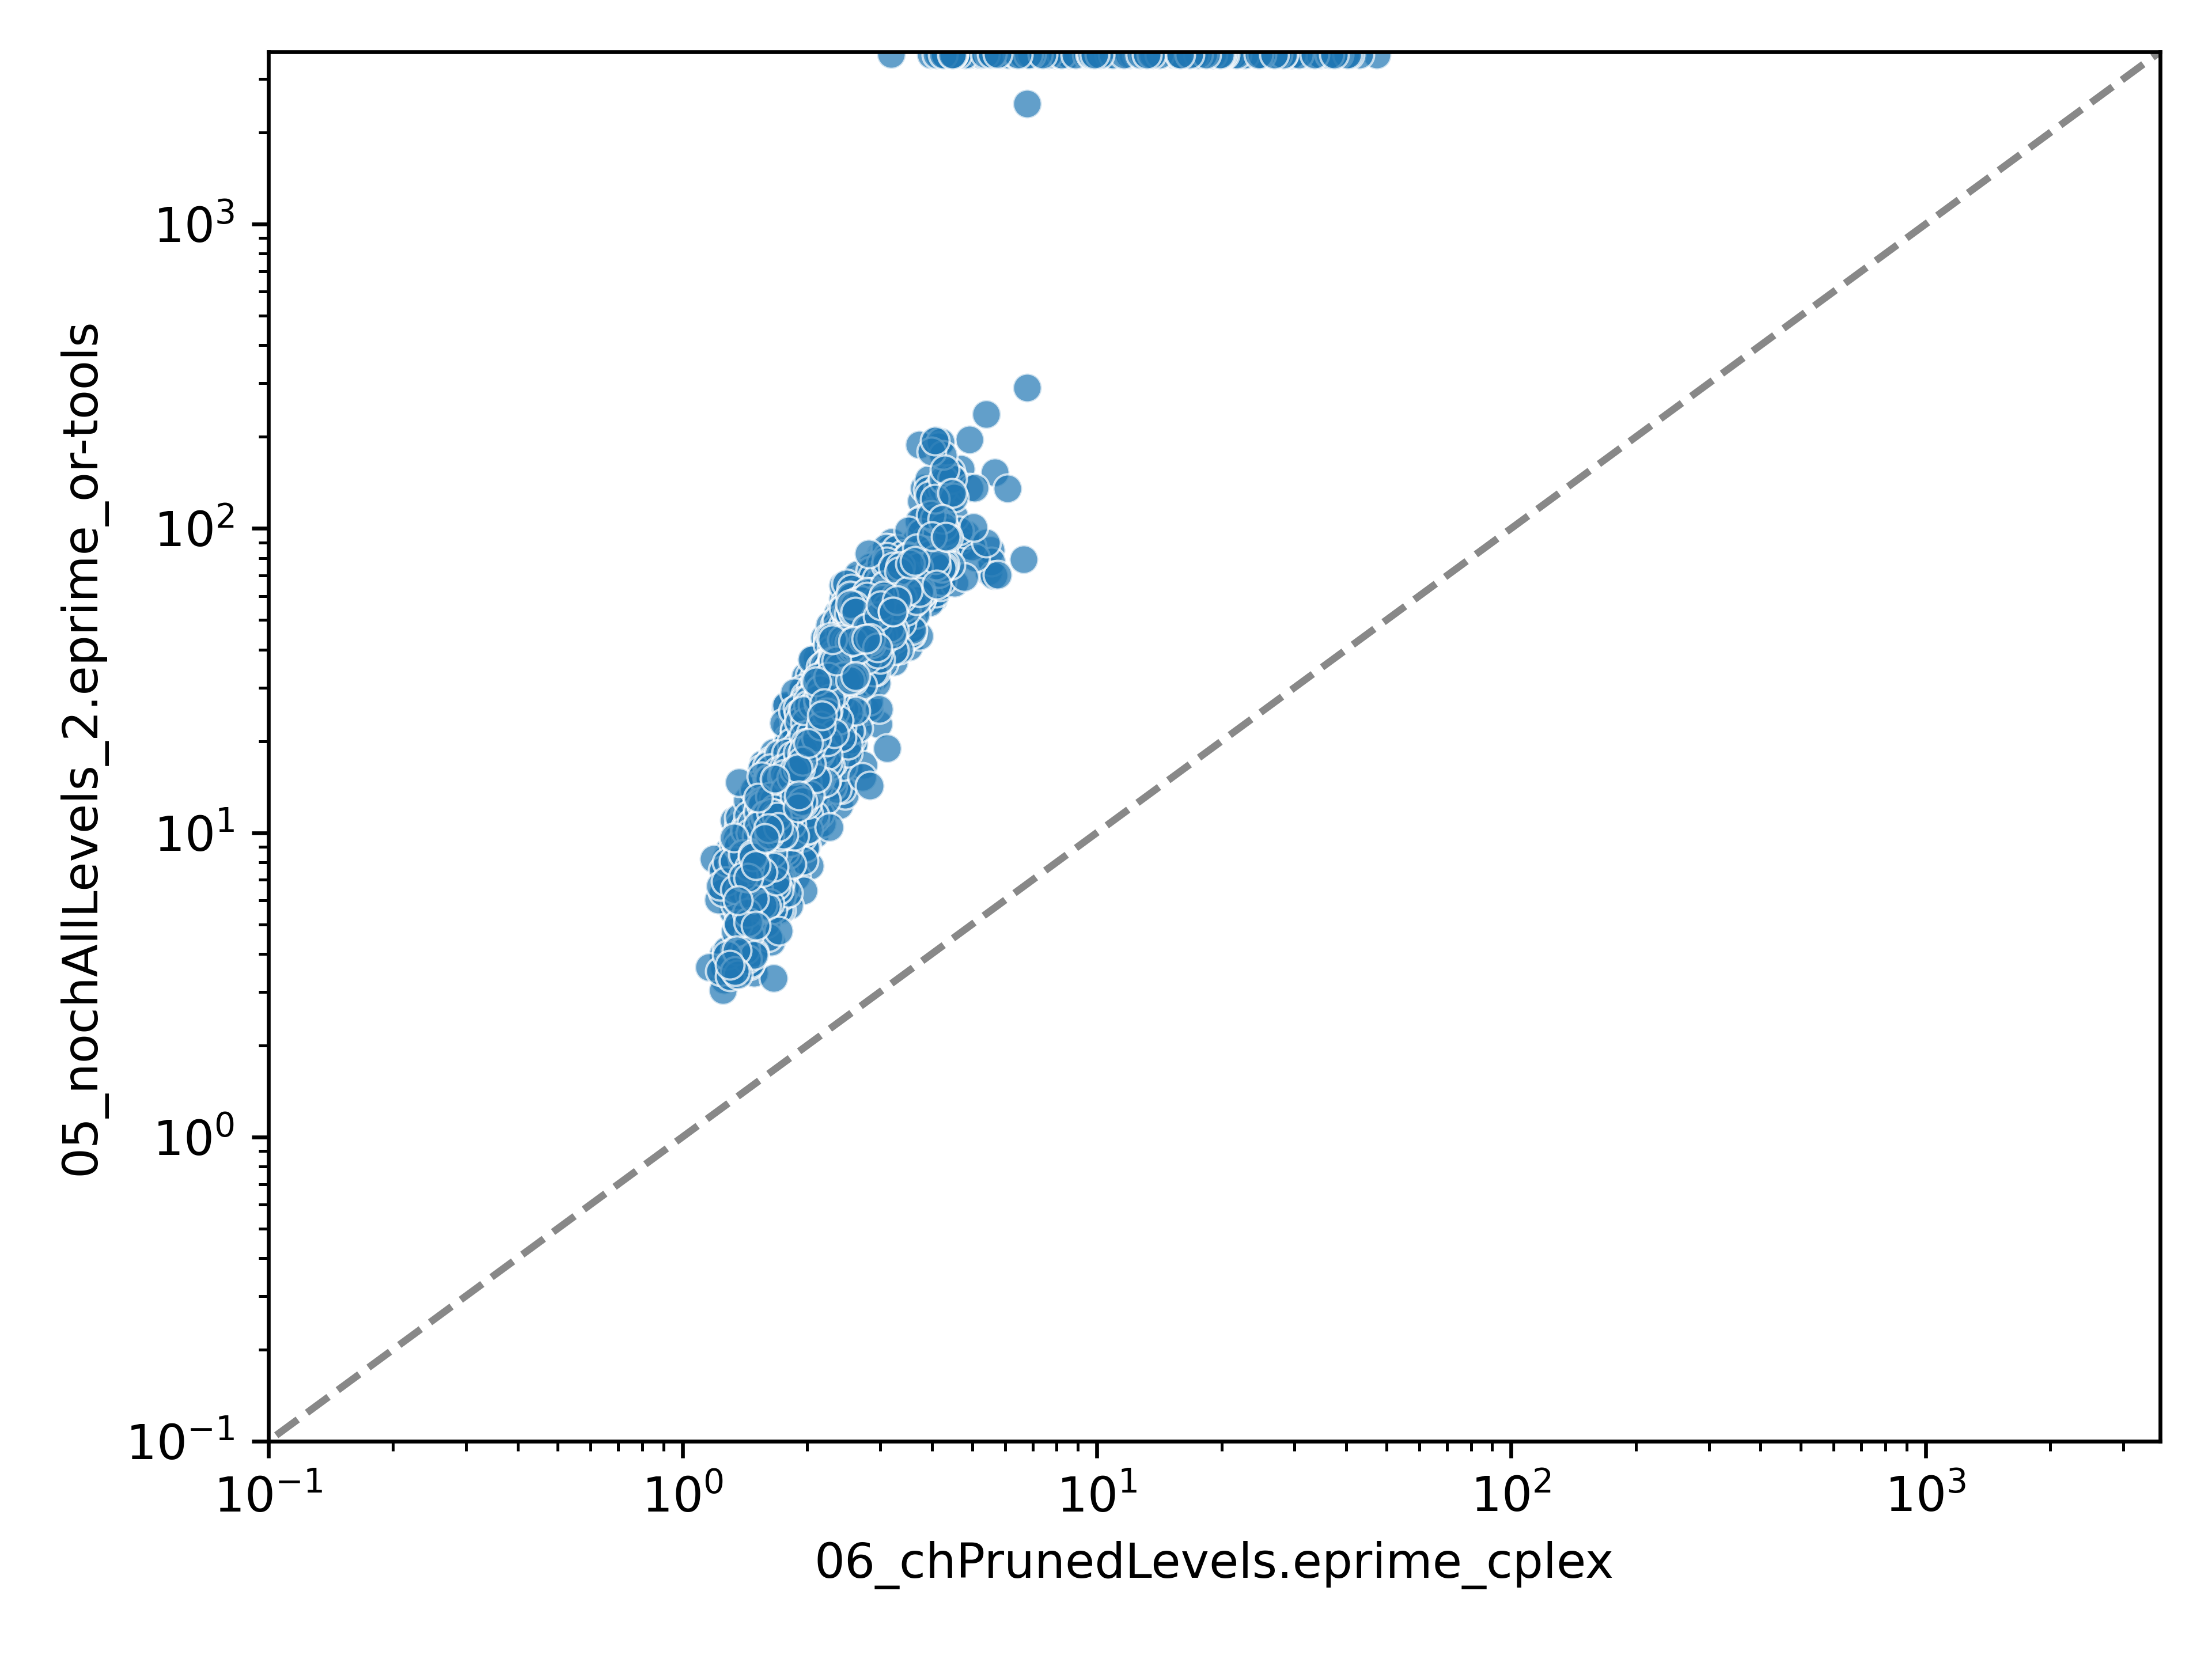 10³
10²
10¹
10⁰
10⁻¹
05_nochAllLevels_2.eprime_or-tools
10⁻¹ 10⁰ 10¹ 10² 10³
06_chPrunedLevels.eprime_cplex